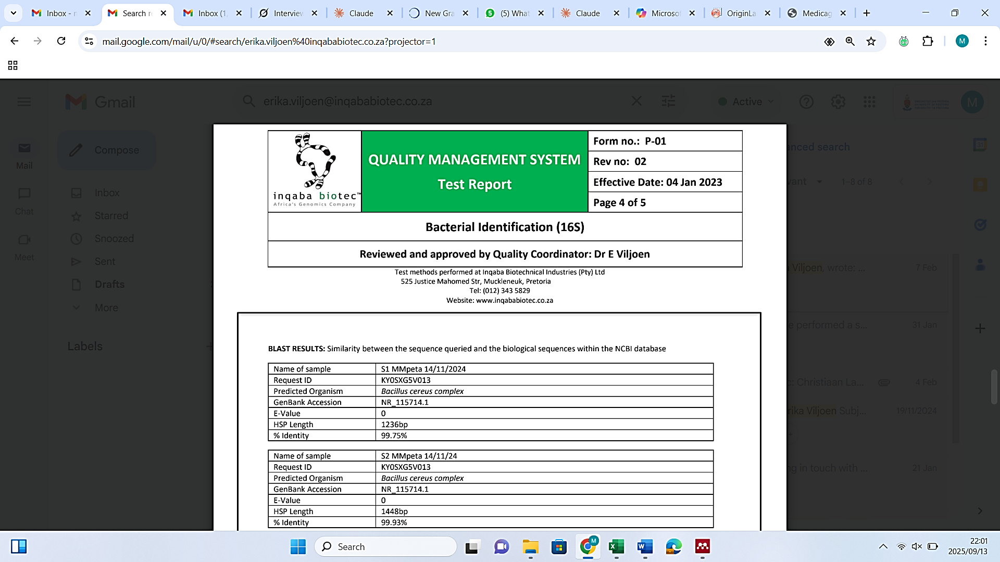 Inbox - n
Search r
Inbox (1,
Interview
Claude
New Gra
5
(5) What
Claude
Microsof
OriginLa
Medicag
mail.google.com/mail/u/0/#search/erika.viljoen%40inqababiotec.co.za?projector=1
M
Gmail
erika.viljoen@inqababiotec.co.za
Active
M
Compose
Mail
Chat
Meet
Inbox
Starred
Snoozed
Sent
Drafts
More
Labels
anced search
31
vant
1–8 of 8
a Viljoen, wrote: ...
7 Feb
e performed a s...
31 Jan
c: Christiaan La...
4 Feb
rika Viljoen Subj...
19/11/2024
ng in touch with ...
21 Jan
inqaba biotec™
Africa's Genomics Company
QUALITY MANAGEMENT SYSTEM
Test Report
Form no.: P-01
Rev no: 02
Effective Date: 04 Jan 2023
Page 4 of 5
Bacterial Identification (16S)
Reviewed and approved by Quality Coordinator: Dr E Viljoen
Test methods performed at Inqaba Biotechnical Industries (Pty) Ltd
525 Justice Mahomed Str, Muckleneuk, Pretoria
Tel: (012) 343 5829
Website: www.inqababiotec.co.za
BLAST RESULTS: Similarity between the sequence queried and the biological sequences within the NCBI database
Name of sample S1 MMpeta 14/11/2024
Request ID KY0SXG5V013
Predicted Organism Bacillus cereus complex
GenBank Accession NR_115714.1
E-Value 0
HSP Length 1236bp
% Identity 99.75%
Name of sample S2 MMpeta 14/11/24
Request ID KY0SXG5V013
Predicted Organism Bacillus cereus complex
GenBank Accession NR_115714.1
E-Value 0
HSP Length 1448bp
% Identity 99.93%
Search
M
22:01
2025/09/13